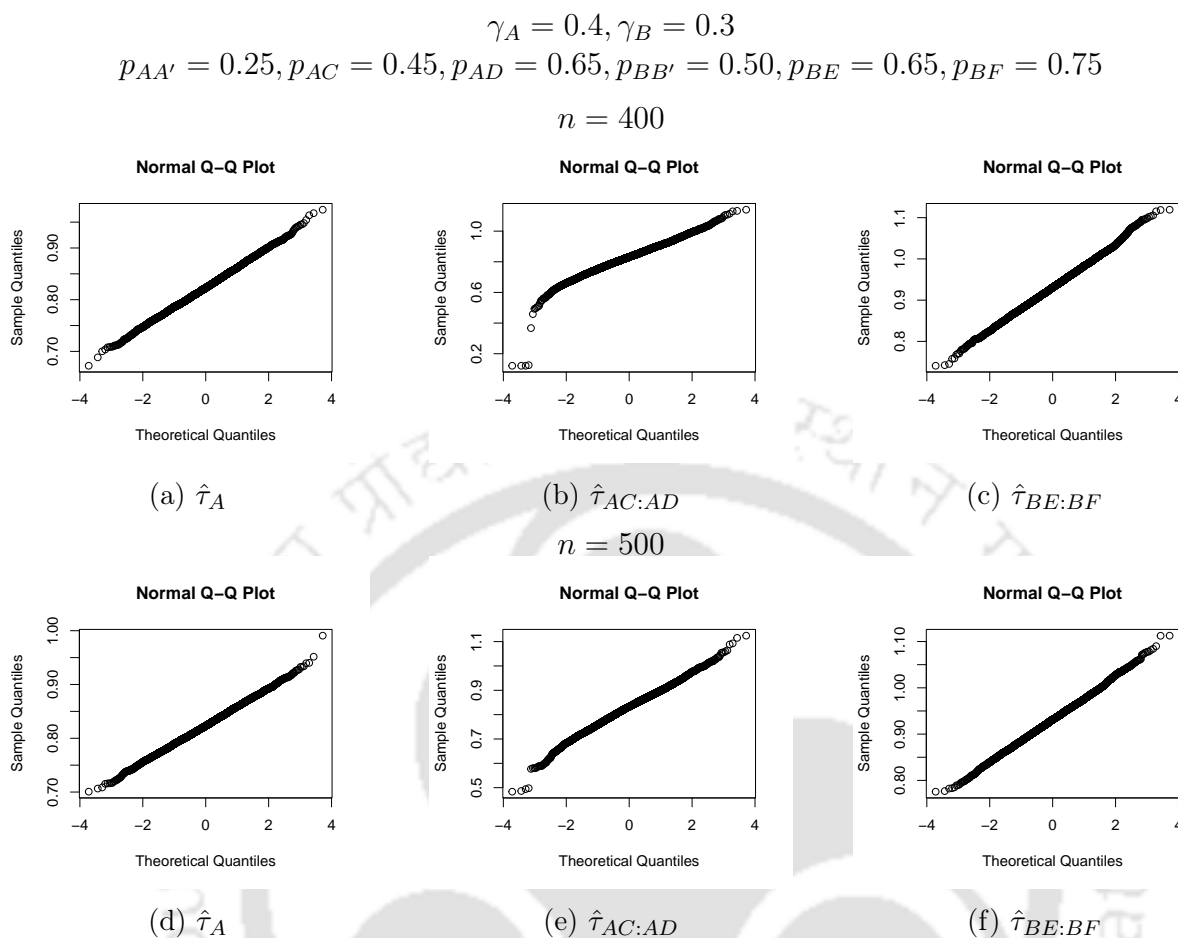 γ_A = 0.4, γ_B = 0.3
p_{AA'} = 0.25, p_{AC} = 0.45, p_{AD} = 0.65, p_{BB'} = 0.50, p_{BE} = 0.65, p_{BF} = 0.75
n = 400
Normal Q−Q Plot
Sample Quantiles
0.70 0.80 0.90
−4 −2 0 2 4
Theoretical Quantiles
(a) τ̂_A
Normal Q−Q Plot
Sample Quantiles
0.2 0.6 1.0
−4 −2 0 2 4
Theoretical Quantiles
(b) τ̂_{AC:AD}
Normal Q−Q Plot
Sample Quantiles
0.8 0.9 1.0 1.1
−4 −2 0 2 4
Theoretical Quantiles
(c) τ̂_{BE:BF}
n = 500
Normal Q−Q Plot
Sample Quantiles
0.70 0.80 0.90 1.00
−4 −2 0 2 4
Theoretical Quantiles
(d) τ̂_A
Normal Q−Q Plot
Sample Quantiles
0.5 0.7 0.9 1.1
−4 −2 0 2 4
Theoretical Quantiles
(e) τ̂_{AC:AD}
Normal Q−Q Plot
Sample Quantiles
0.80 0.90 1.00 1.10
−4 −2 0 2 4
Theoretical Quantiles
(f) τ̂_{BE:BF}